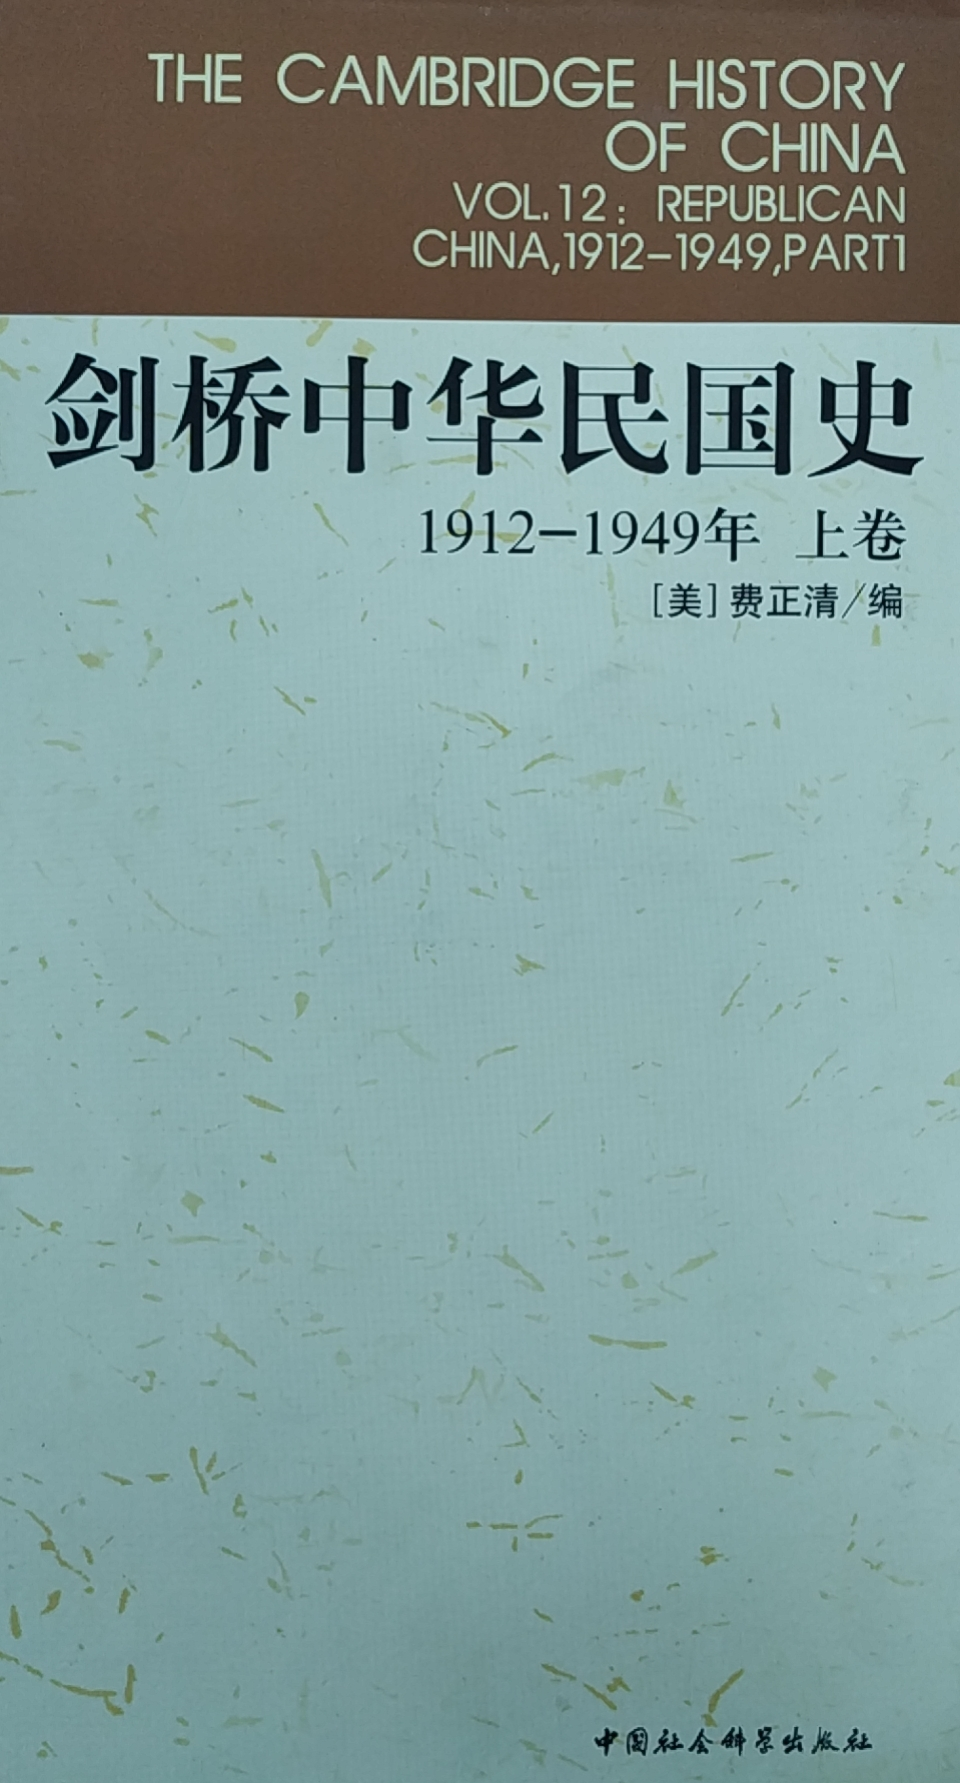 THE CAMBRIDGE HISTORY
OF CHINA
VOL.12：REPUBLICAN
CHINA,1912-1949,PART1
剑桥中华民国史
1912-1949年 上卷
[美]费正清/编
中国社会科学出版社